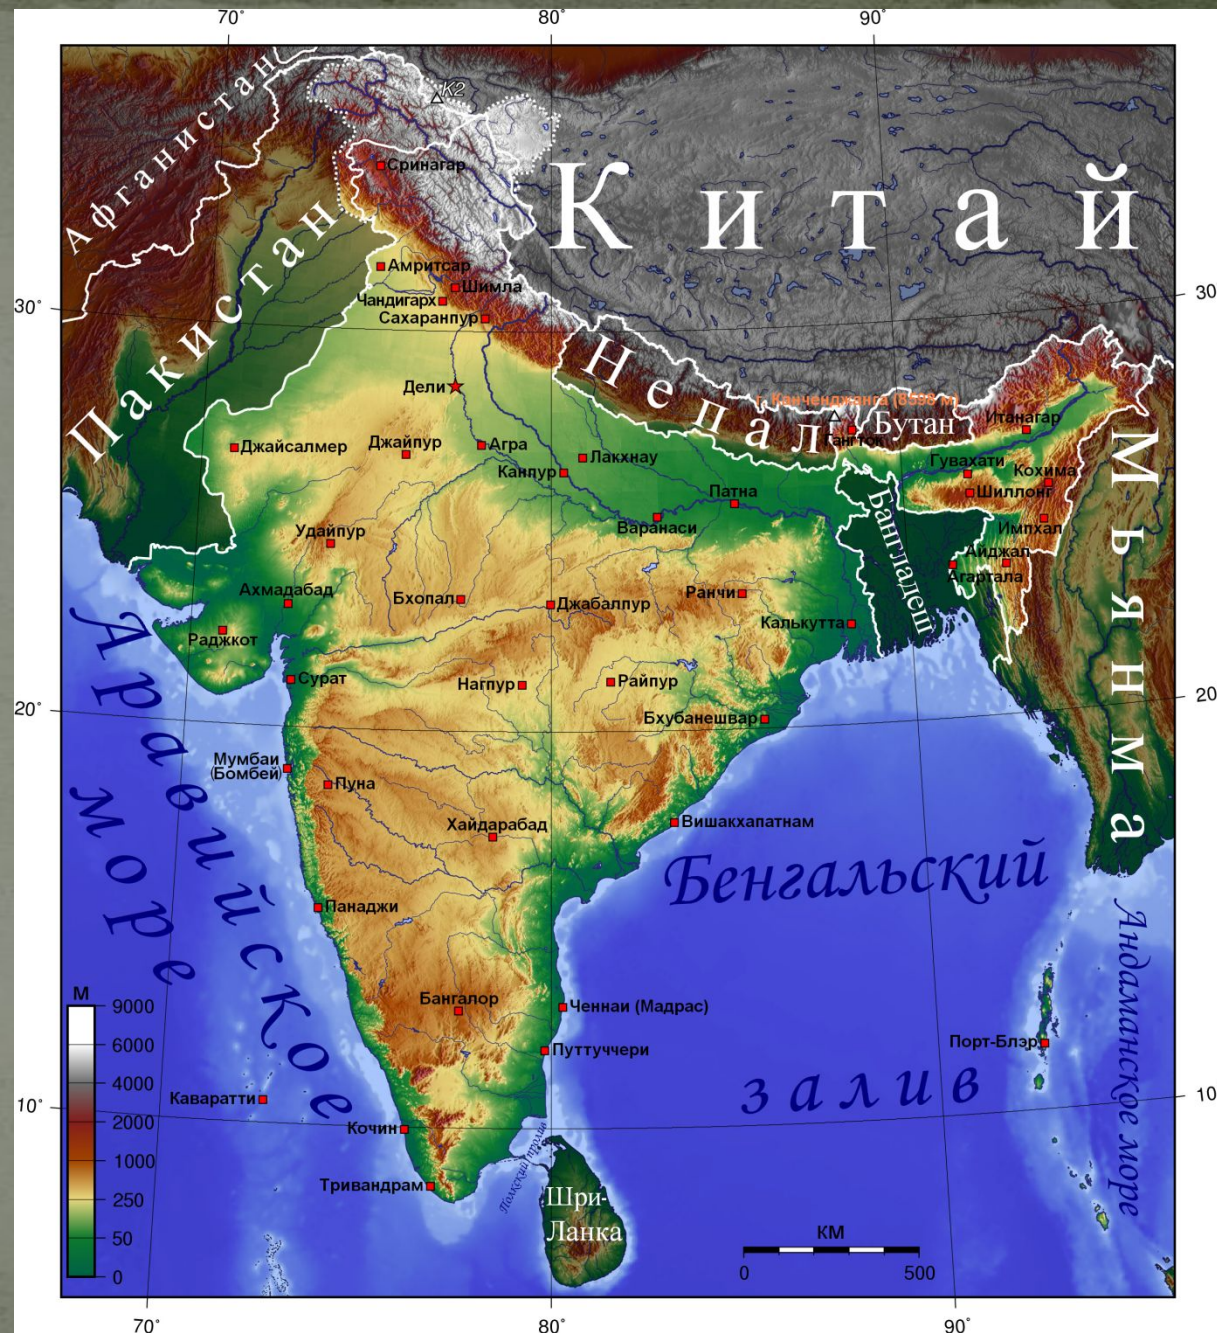 70°
80°
90°
Афганистан
K2
Китай
Сринагар
Пакистан
Амритсар
Шимла
Чандигарх
Сахаранпур
30°
30
Непал
Дели
г. Канченджанга (8598 м)
Гангток
Бутан
Итанагар
Мьянма
Джайсалмер
Джайпур
Агра
Лакхнау
Канпур
Гувахати
Кохима
Шиллонг
Патна
Варанаси
Бангладеш
Импхал
Удайпур
Айджал
Агартала
Ахмадабад
Бхопал
Джабалпур
Ранчи
Калькутта
Раджкот
Сурат
Нагпур
Райпур
Бхубанешвар
20°
20
Аравийское
море
Мумбаи
(Бомбей)
Пуна
Хайдарабад
Вишакхапатнам
Бенгальский
залив
Панаджи
Андаманское море
Бангалор
Ченнаи (Мадрас)
Путтуччери
Порт-Блэр
Каваратти
10°
10
Кочин
Полкский пролив
Тривандрам
Шри-
Ланка
М
9000
6000
4000
2000
1000
250
50
0
КМ
0
500
70°
80°
90°